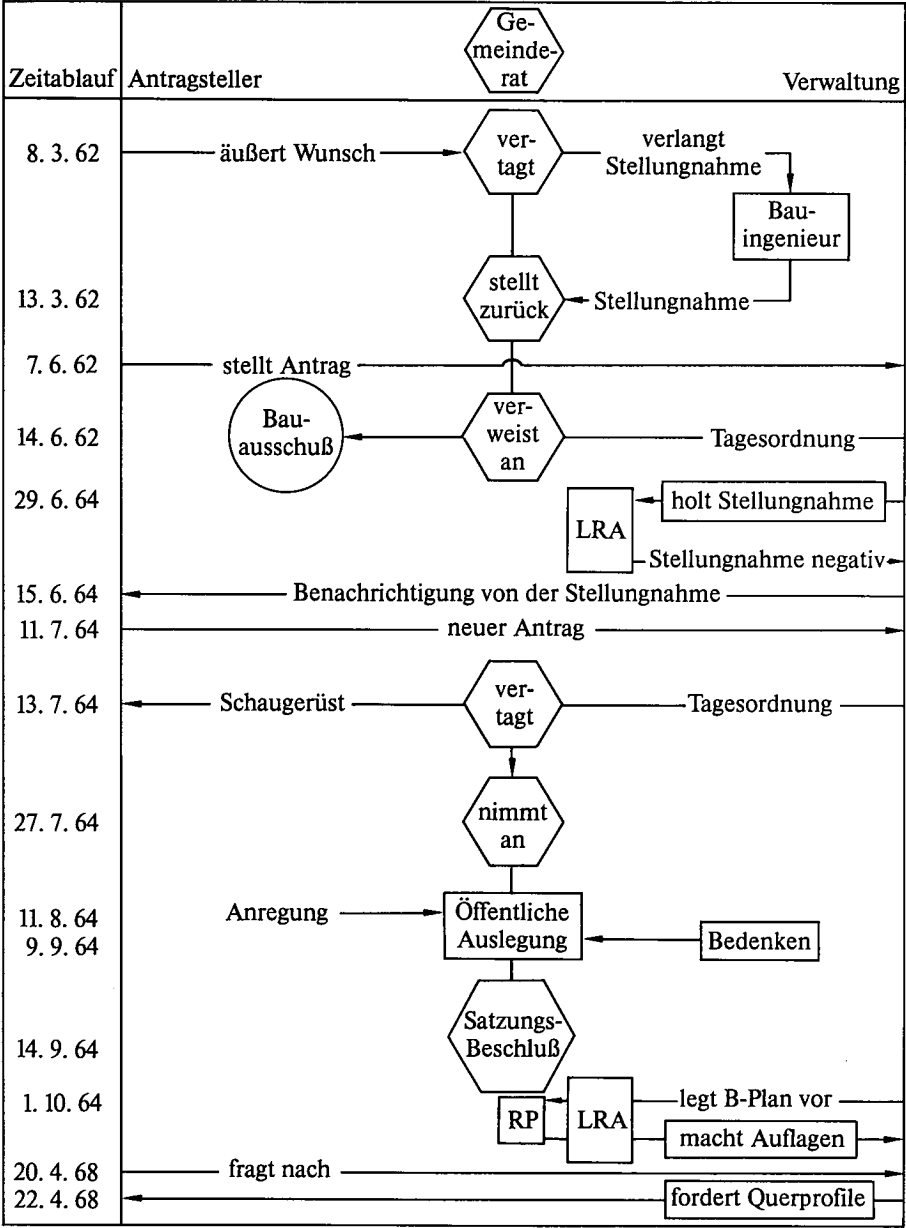 Ge-
meinde-
rat
Zeitablauf Antragsteller Verwaltung
8. 3. 62 äußert Wunsch ver-
tagt verlangt
Stellungnahme
Bau-
ingenieur
13. 3. 62 stellt
zurück Stellungnahme
7. 6. 62 stellt Antrag
14. 6. 62 Bau-
ausschuß ver-
weist
an Tagesordnung
29. 6. 64 LRA holt Stellungnahme
Stellungnahme negativ
15. 6. 64 Benachrichtigung von der Stellungnahme
11. 7. 64 neuer Antrag
13. 7. 64 Schaugerüst ver-
tagt Tagesordnung
27. 7. 64 nimmt
an
11. 8. 64 Anregung Öffentliche
9. 9. 64 Auslegung Bedenken
14. 9. 64 Satzungs-
Beschluß
1. 10. 64 RP LRA legt B-Plan vor
macht Auflagen
20. 4. 68 fragt nach
22. 4. 68 fordert Querprofile